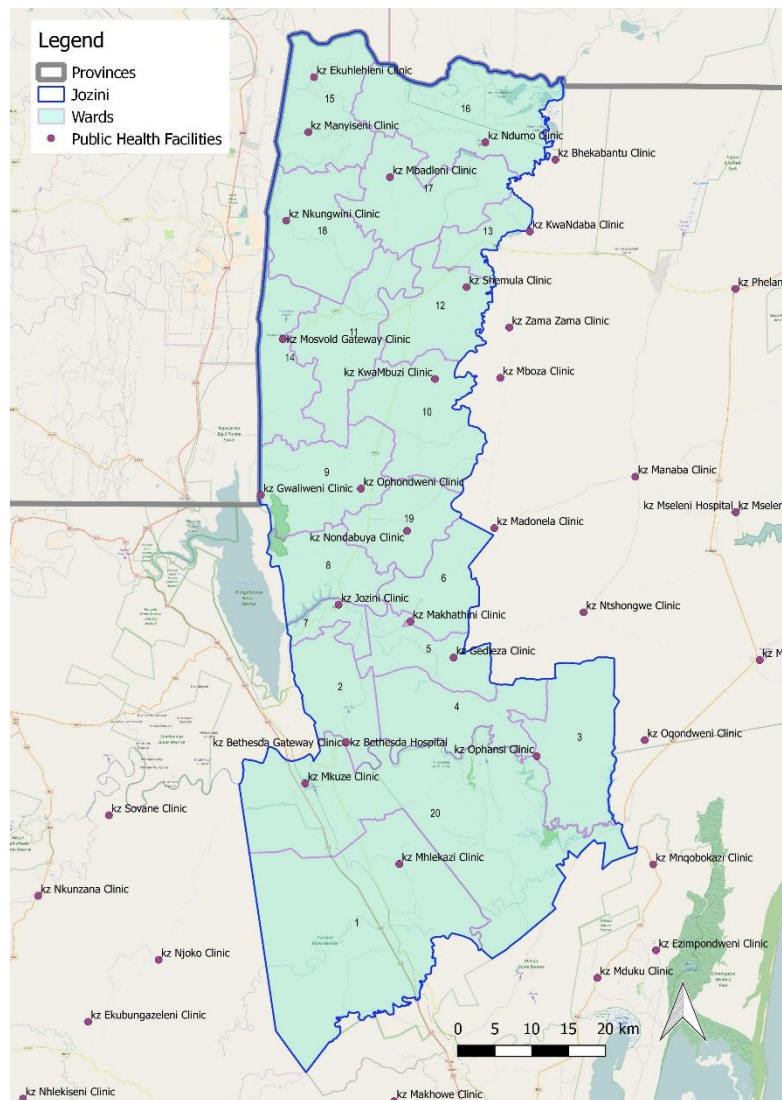 Legend
Provinces
Jozini
Wards
Public Health Facilities
kz Ekuhlehleni Clinic
15
16
kz Manyiseni Clinic
kz Ndumo Clinic
kz Bhekabantu Clinic
kz Mbadleni Clinic
17
kz Nkungwini Clinic
18
13
kz KwaNdaba Clinic
kz Shemula Clinic
kz Phelan
12
kz Zama Zama Clinic
11
kz Mosvold Gateway Clinic
14
kz KwaMbuzi Clinic
kz Mboza Clinic
10
9
kz Manaba Clinic
kz Gwaliweni Clinic
kz Ophondweni Clinic
kz Mseleni Hospital
kz Mselen
19
kz Madonela Clinic
kz Nondabuya Clinic
8
6
kz Jozini Clinic
kz Ntshongwe Clinic
7
kz Makhathini Clinic
5
kz Gedleza Clinic
kz M
2
4
3
kz Bethesda Gateway Clinic
kz Bethesda Hospital
kz Oqondweni Clinic
kz Ophansi Clinic
kz Mkuze Clinic
kz Sovane Clinic
20
kz Mhlekazi Clinic
kz Mnqobokazi Clinic
kz Nkunzana Clinic
1
kz Njoko Clinic
kz Ezimpondweni Clinic
kz Mduku Clinic
kz Ekubungazeleni Clinic
0 5 10 15 20 km
kz Nhlekiseni Clinic
kz Makhowe Clinic